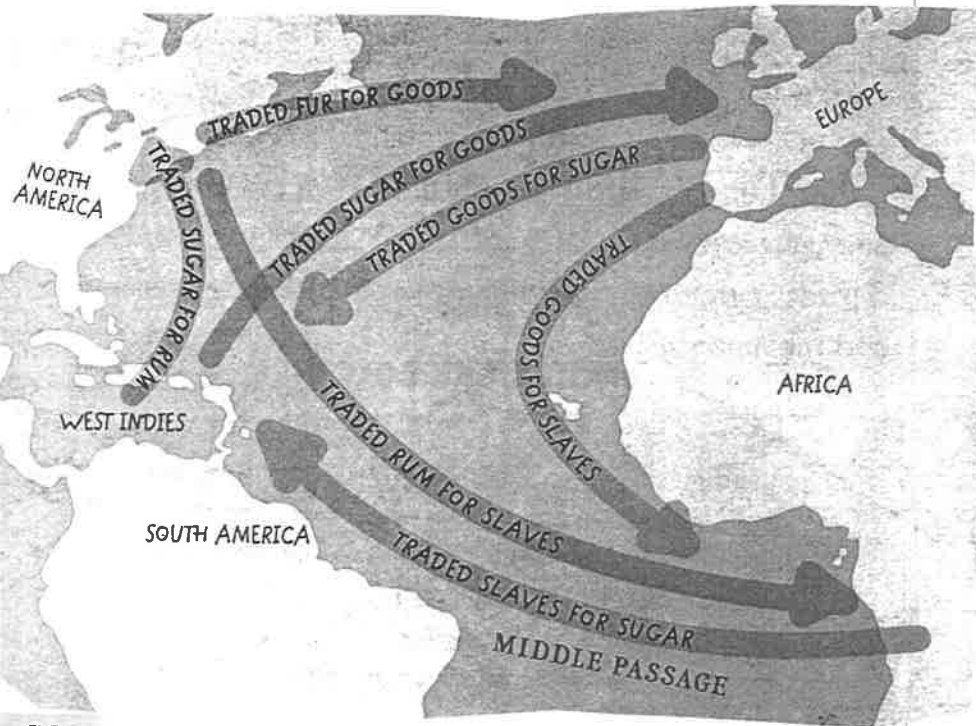 TRADED FUR FOR GOODS
TRADED SUGAR FOR GOODS
TRADED GOODS FOR SUGAR
EUROPE
NORTH
AMERICA
TRADED SUGAR FOR RUM
TRADED GOODS FOR SLAVES
AFRICA
WEST INDIES
TRADED RUM FOR SLAVES
SOUTH AMERICA
TRADED SLAVES FOR SUGAR
MIDDLE PASSAGE